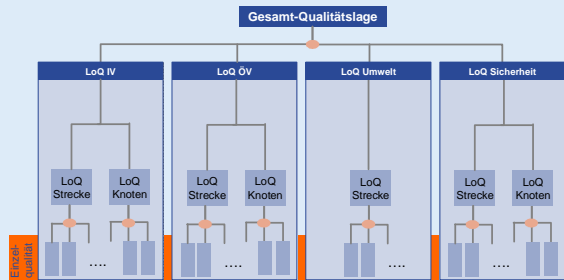 Gesamt-Qualitätslage
LoQ IV
LoQ ÖV
LoQ Umwelt
LoQ Sicherheit
LoQ
Strecke
LoQ
Knoten
LoQ
Strecke
LoQ
Knoten
LoQ
Strecke
LoQ
Strecke
LoQ
Knoten
Einzel-
qualität
....
....
....
....